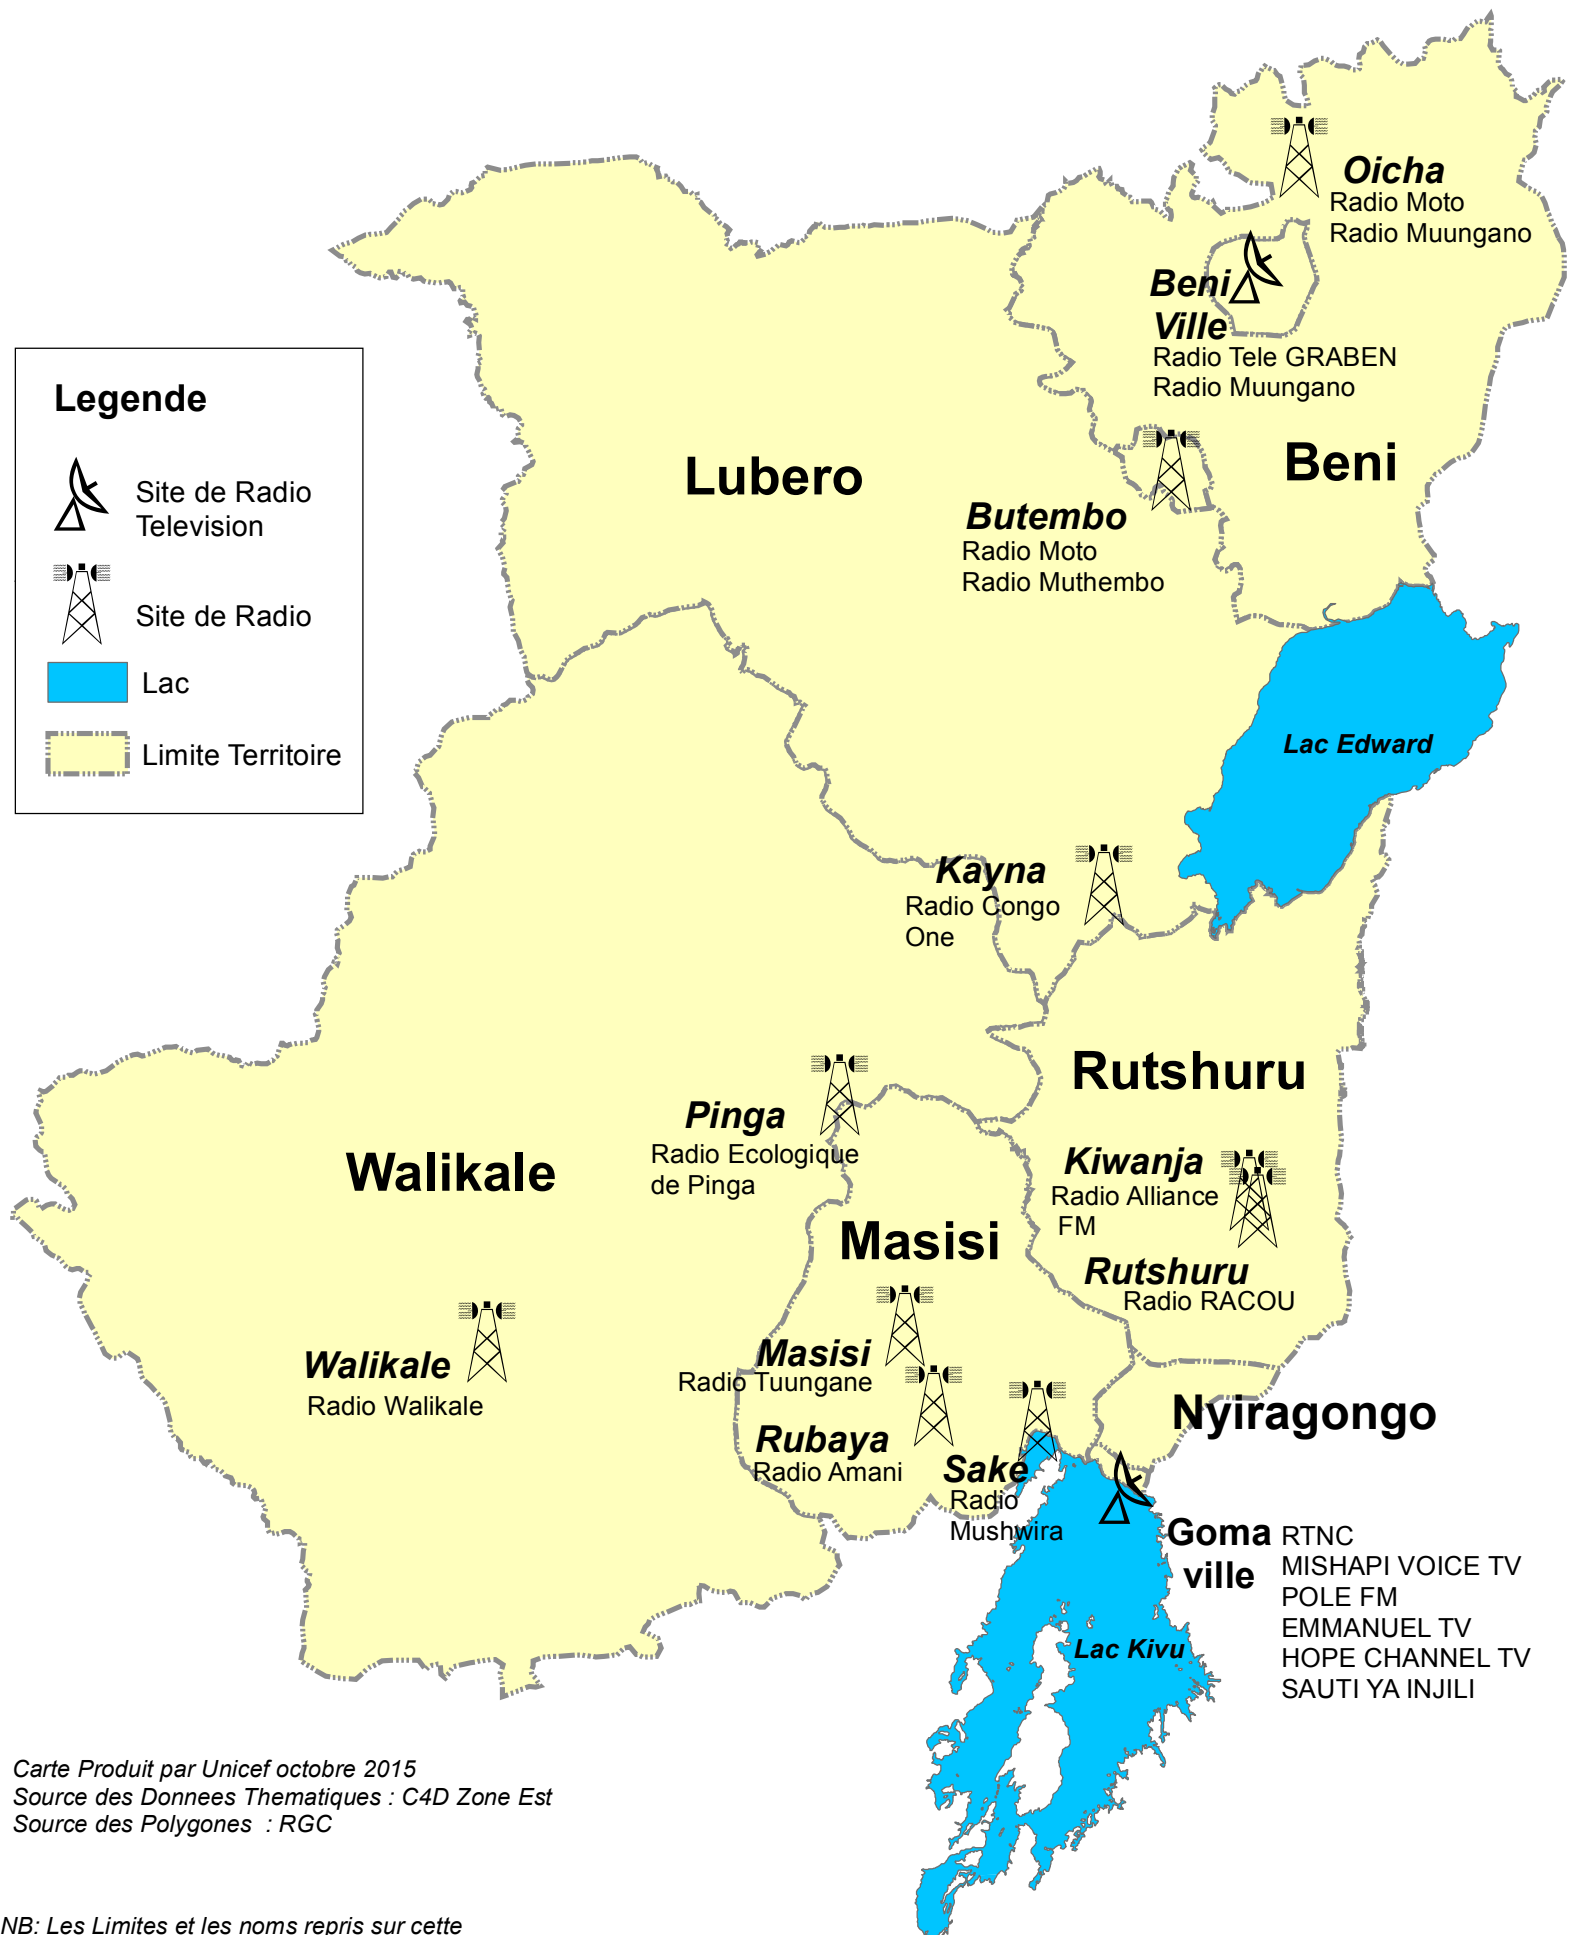 Oicha
Radio Moto
Radio Muungano
Beni
Ville
Radio Tele GRABEN
Radio Muungano
Legende
Site de Radio
Television
Site de Radio
Lac
Limite Territoire
Lubero
Beni
Butembo
Radio Moto
Radio Muthembo
Lac Edward
Kayna
Radio Congo
One
Rutshuru
Pinga
Radio Ecologique
de Pinga
Walikale
Kiwanja
Radio Alliance
FM
Masisi
Rutshuru
Radio RACOU
Walikale
Radio Walikale
Masisi
Radio Tuungane
Rubaya
Radio Amani
Sake
Radio
Mushwira
Nyiragongo
Goma
ville
RTNC
MISHAPI VOICE TV
POLE FM
EMMANUEL TV
HOPE CHANNEL TV
SAUTI YA INJILI
Lac Kivu
Carte Produit par Unicef octobre 2015
Source des Donnees Thematiques : C4D Zone Est
Source des Polygones : RGC
NB: Les Limites et les noms repris sur cette